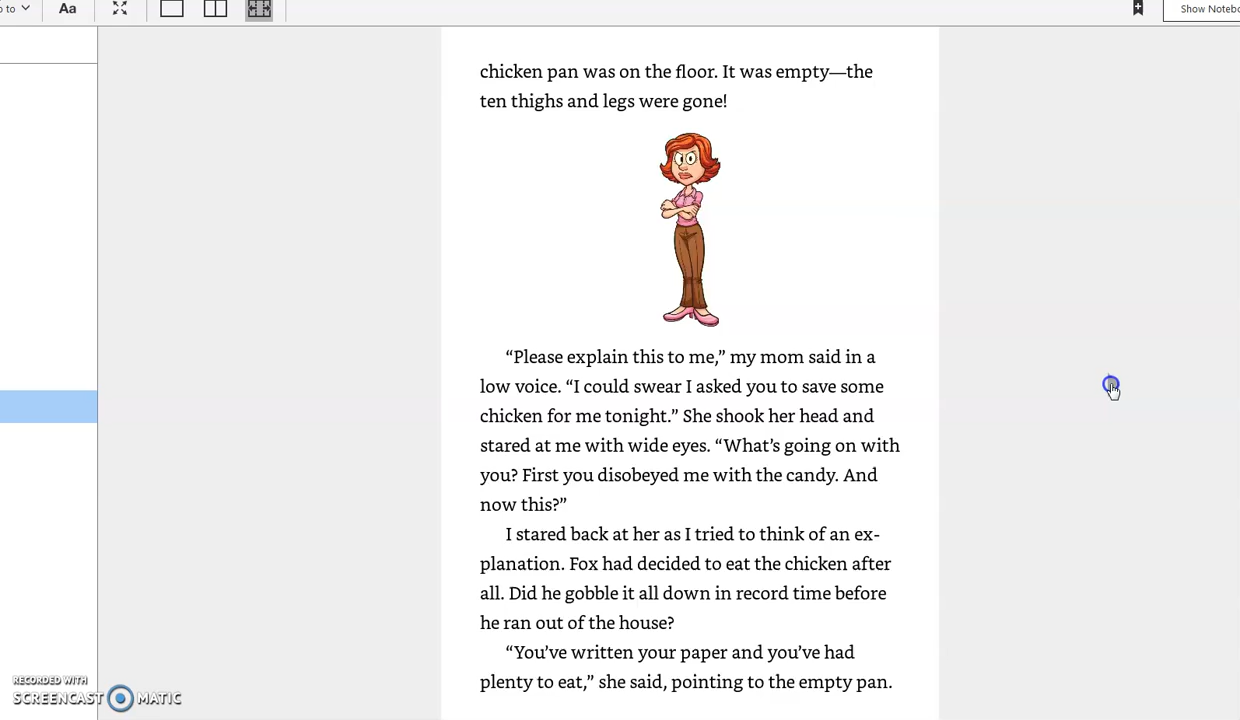 to
Aa
Show Notebo
chicken pan was on the floor. It was empty—the
ten thighs and legs were gone!
“Please explain this to me,” my mom said in a
low voice. “I could swear I asked you to save some
chicken for me tonight.” She shook her head and
stared at me with wide eyes. “What’s going on with
you? First you disobeyed me with the candy. And
now this?”
I stared back at her as I tried to think of an ex-
planation. Fox had decided to eat the chicken after
all. Did he gobble it all down in record time before
he ran out of the house?
“You’ve written your paper and you’ve had
plenty to eat,” she said, pointing to the empty pan.
RECORDED WITH
SCREENCAST MATIC